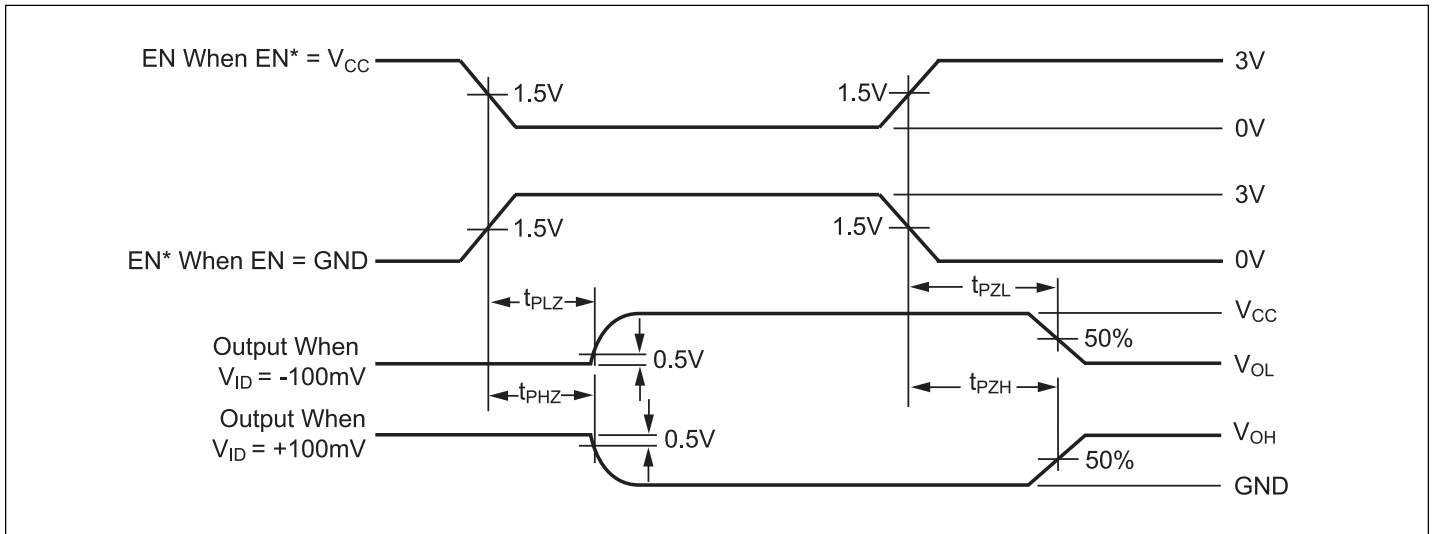 EN When EN* = VCC
1.5V
1.5V
3V
0V
3V
1.5V
1.5V
EN* When EN = GND
0V
tPLZ
tPZL
VCC
50%
Output When
VID = -100mV
0.5V
VOL
tPHZ
tPZH
Output When
VID = +100mV
0.5V
VOH
50%
GND